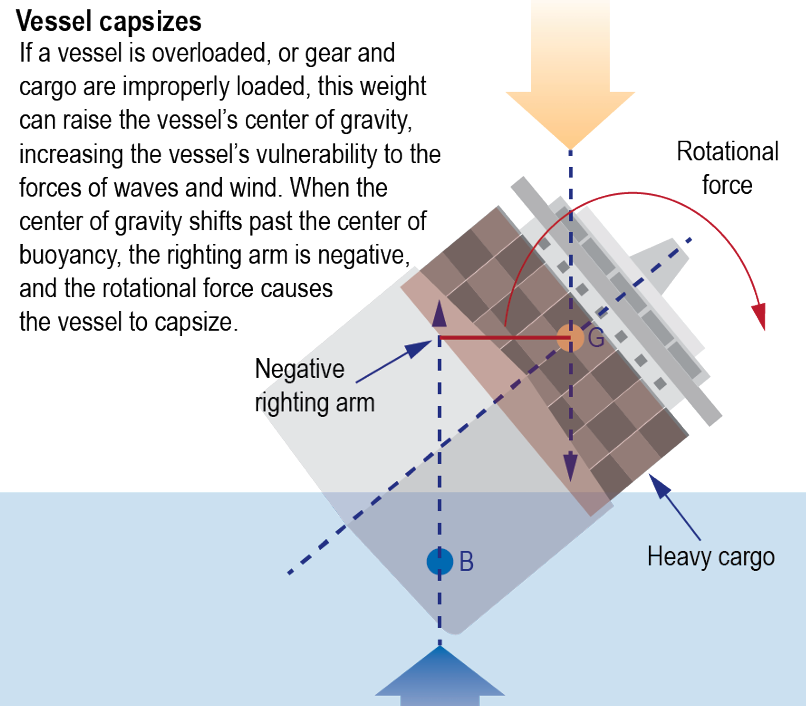 Vessel capsizes
If a vessel is overloaded, or gear and
cargo are improperly loaded, this weight
can raise the vessel's center of gravity,
increasing the vessel's vulnerability to the
forces of waves and wind. When the
center of gravity shifts past the center of
buoyancy, the righting arm is negative,
and the rotational force causes
the vessel to capsize.
Rotational
force
G
Negative
righting arm
B
Heavy cargo